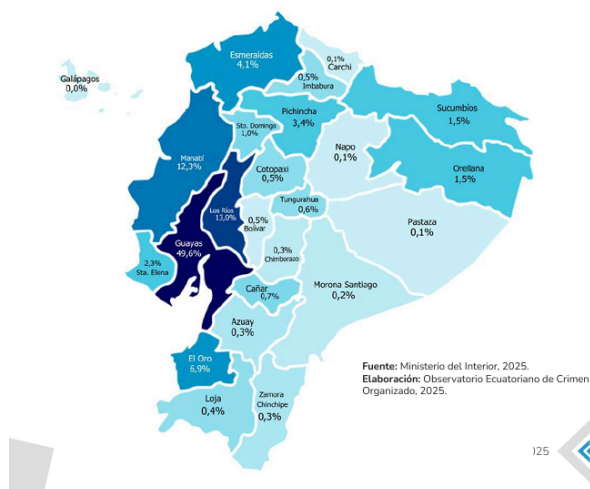 Esmeraldas
4,1%
0,1%
Carchi
0,5%
Imbabura
Galápagos
0,0%
Sucumbíos
1,5%
Pichincha
3,4%
Sto. Domingo
1,0%
Napo
0,1%
Manabí
12,3%
Cotopaxi
0,5%
Orellana
1,5%
Los Ríos
13,0%
Tungurahua
0,6%
0,5%
Bolívar
Pastaza
0,1%
Guayas
49,6%
2,3%
Sta. Elena
0,3%
Chimborazo
Cañar
0,7%
Morona Santiago
0,2%
Azuay
0,3%
El Oro
6,9%
Fuente: Ministerio del Interior, 2025.
Elaboración: Observatorio Ecuatoriano de Crimen
Organizado, 2025.
Loja
0,4%
Zamora
Chinchipe
0,3%
25